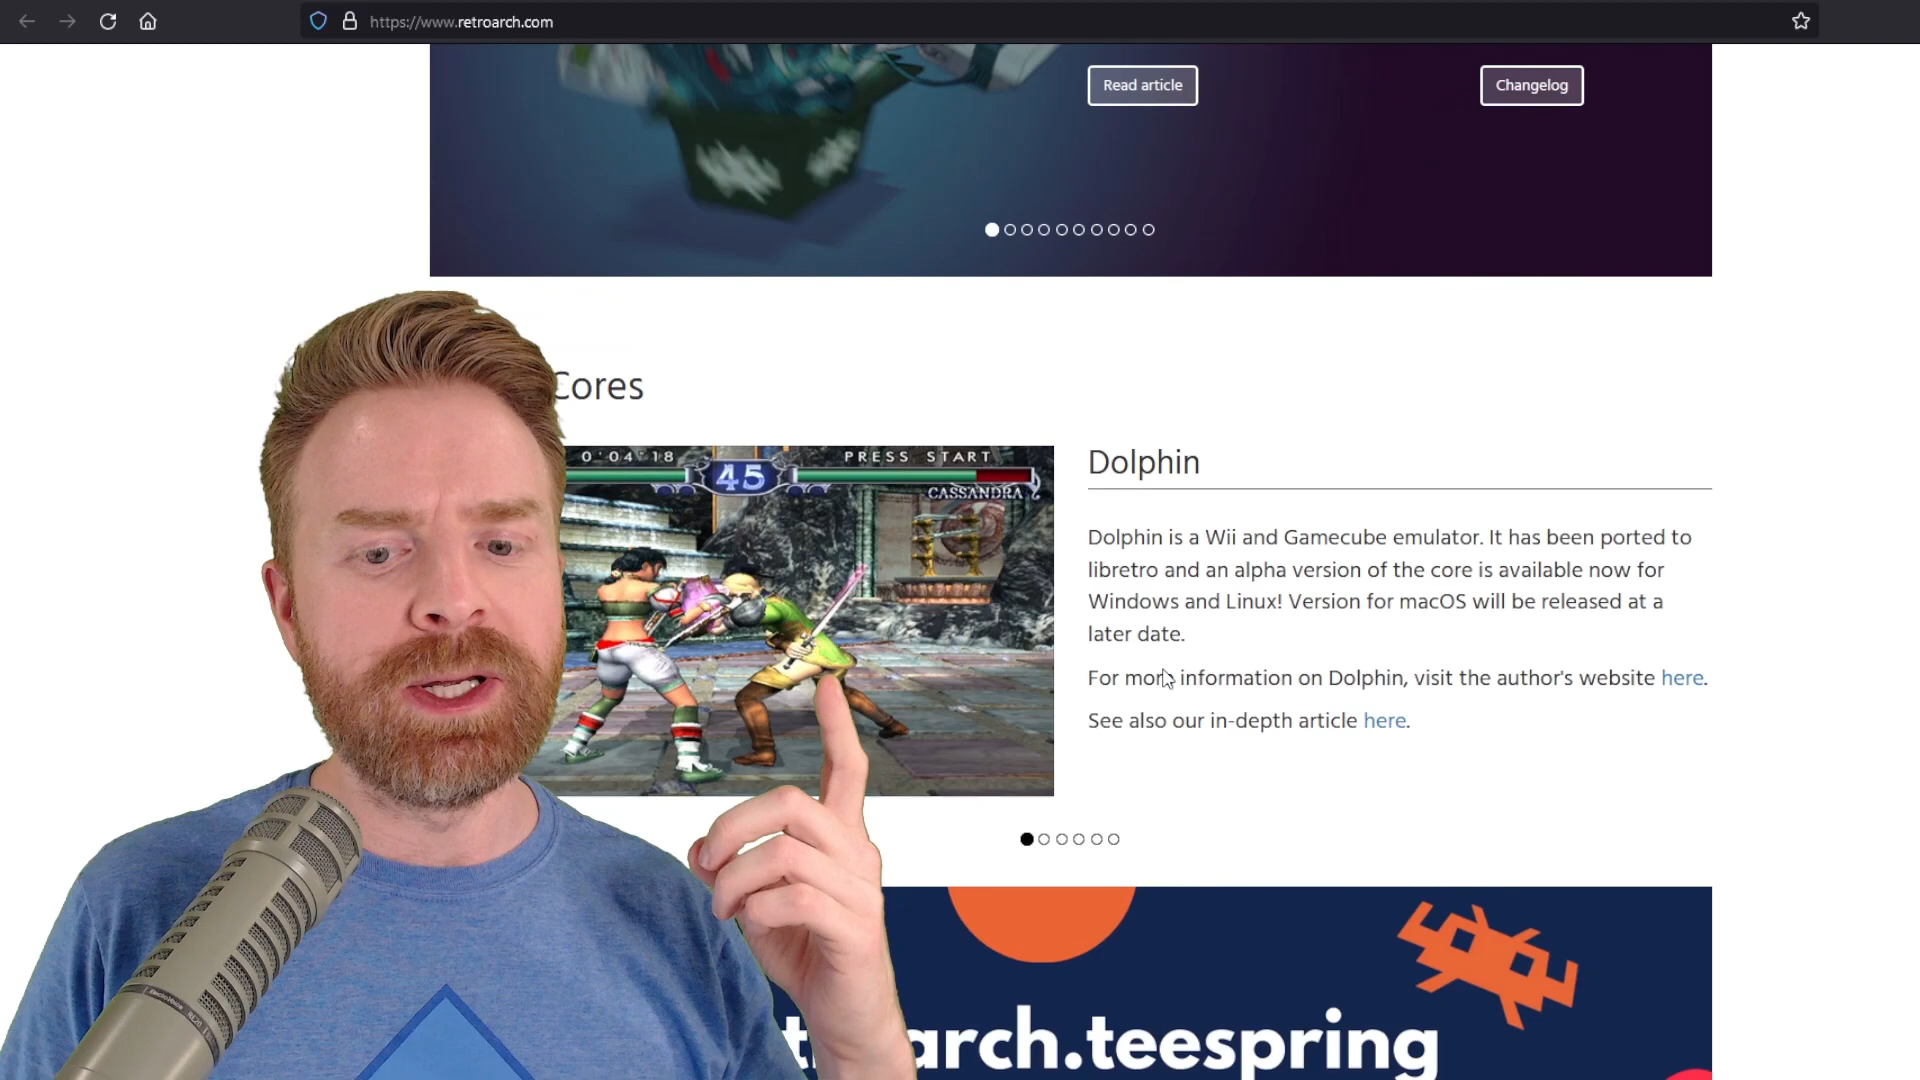 https://www.retroarch.com
Read article
Changelog
Cores
0'04"18
45
PRESS START
CASSANDRA
Dolphin
Dolphin is a Wii and Gamecube emulator. It has been ported to
libretro and an alpha version of the core is available now for
Windows and Linux! Version for macOS will be released at a
later date.
For more information on Dolphin, visit the author's website here.
See also our in-depth article here.
arch.teespring